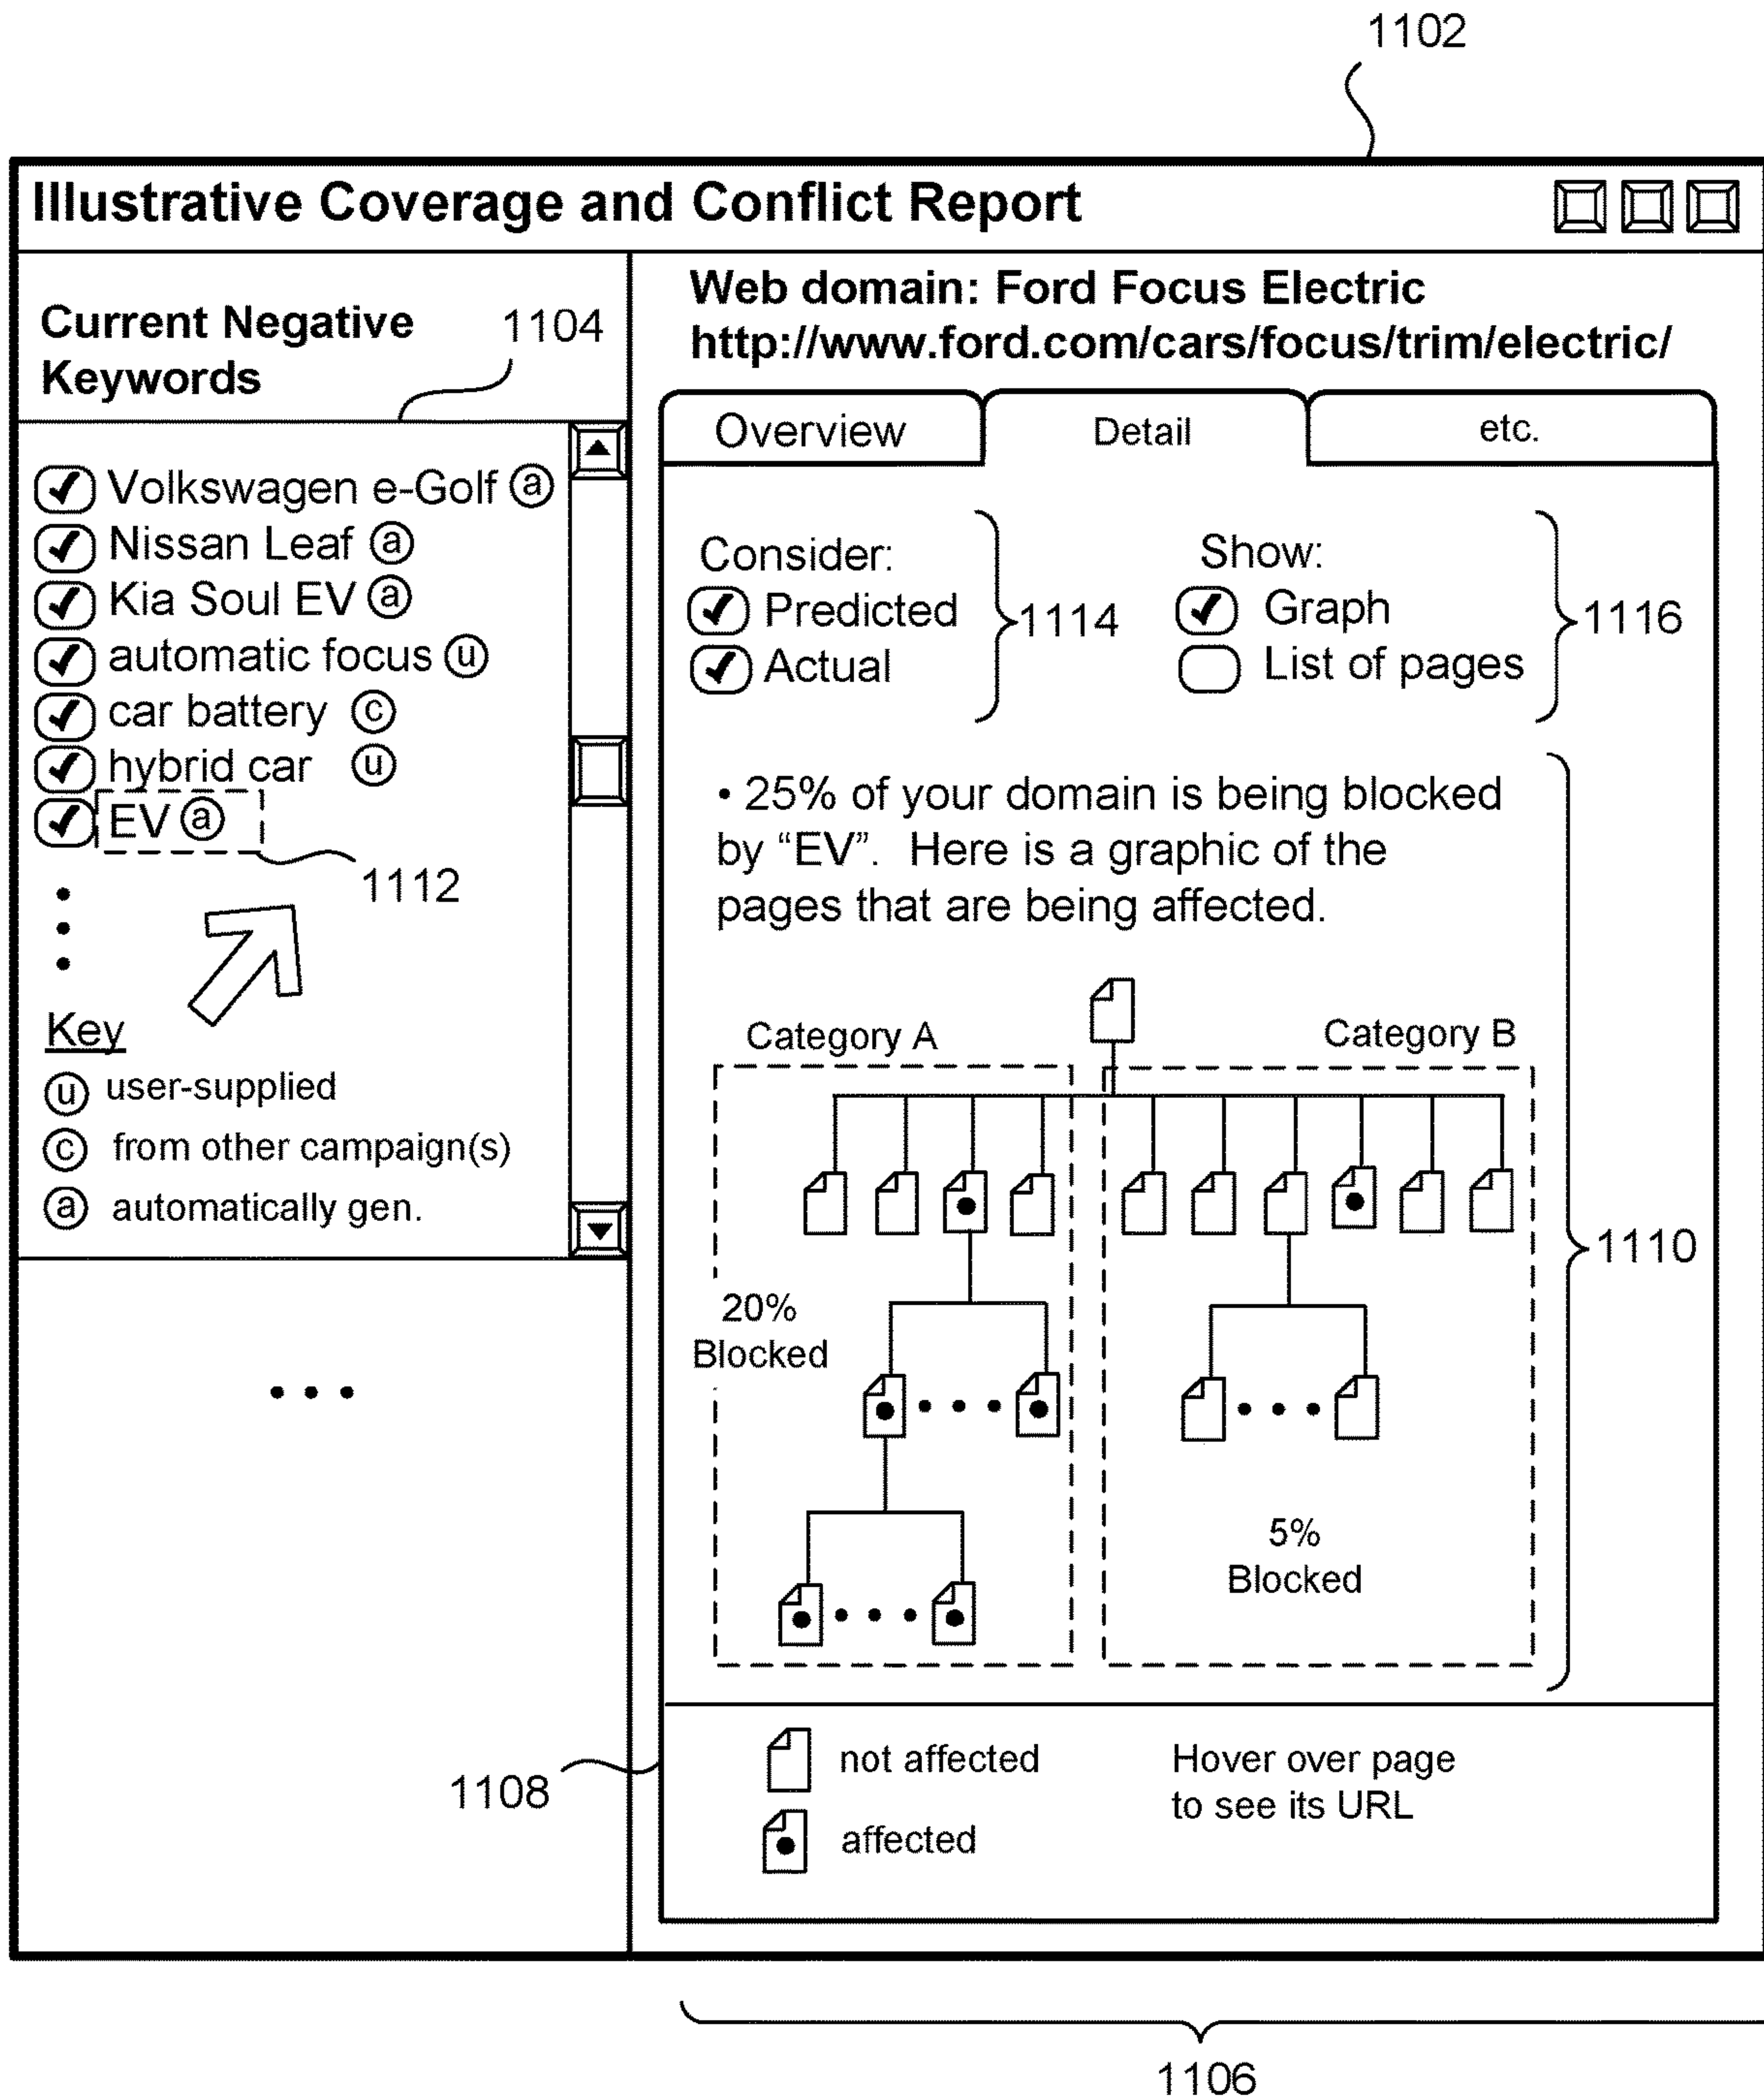 1102
Illustrative Coverage and Conflict Report
Current Negative
Keywords
1104
Volkswagen e-Golf a
Nissan Leaf a
Kia Soul EV a
automatic focus u
car battery c
hybrid car u
EV a
1112
Key
u user-supplied
c from other campaign(s)
a automatically gen.
Web domain: Ford Focus Electric
http://www.ford.com/cars/focus/trim/electric/
Overview Detail etc.
Consider:
Predicted
Actual
1114
Show:
Graph
List of pages
1116
• 25% of your domain is being blocked
by “EV”. Here is a graphic of the
pages that are being affected.
Category A Category B
20%
Blocked
5%
Blocked
1110
not affected
affected
Hover over page
to see its URL
1108
1106